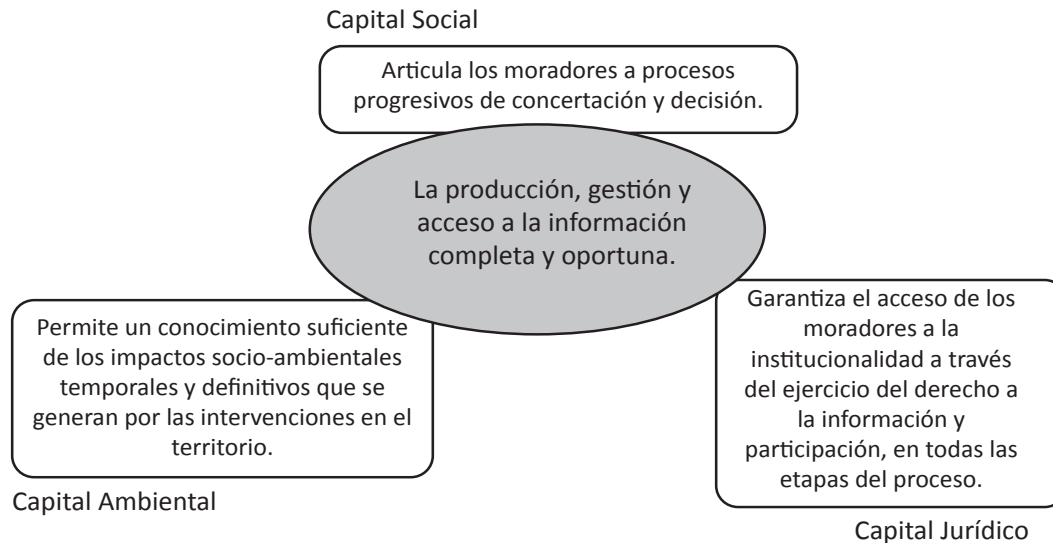 Capital Social
Articula los moradores a procesos
progresivos de concertación y decisión.
La producción, gestión y
acceso a la información
completa y oportuna.
Permite un conocimiento suficiente
de los impactos socio-ambientales
temporales y definitivos que se
generan por las intervenciones en el
territorio.
Capital Ambiental
Garantiza el acceso de los
moradores a la
institucionalidad a través
del ejercicio del derecho a
la información y
participación, en todas las
etapas del proceso.
Capital Jurídico